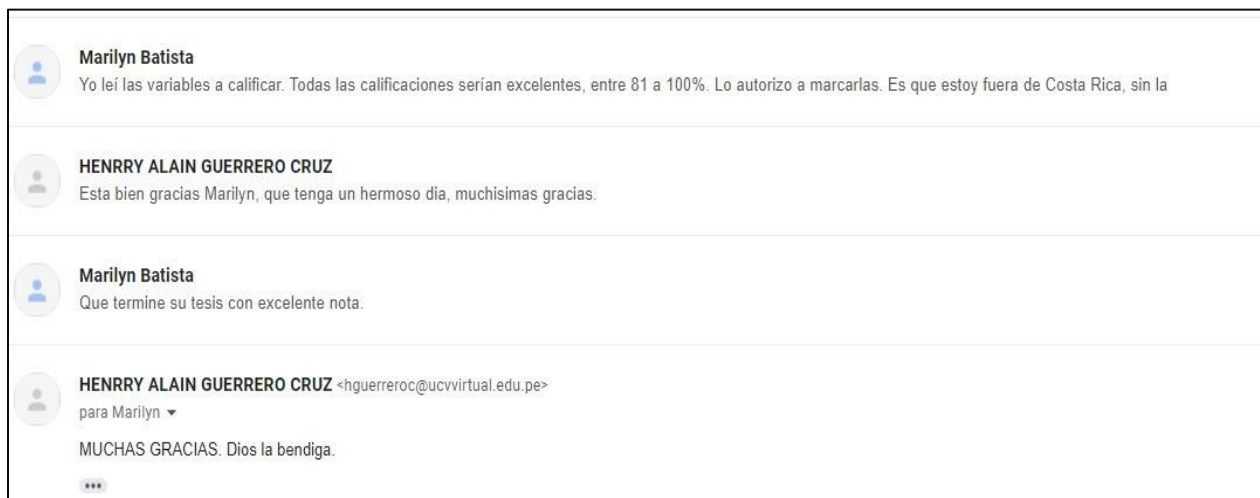 Marilyn Batista
Yo leí las variables a calificar. Todas las calificaciones serían excelentes, entre 81 a 100%. Lo autorizo a marcarlas. Es que estoy fuera de Costa Rica, sin la
HENRRY ALAIN GUERRERO CRUZ
Esta bien gracias Marilyn, que tenga un hermoso dia, muchisimas gracias.
Marilyn Batista
Que termine su tesis con excelente nota.
HENRRY ALAIN GUERRERO CRUZ <hguerreroc@ucvvirtual.edu.pe>
para Marilyn
MUCHAS GRACIAS. Dios la bendiga.